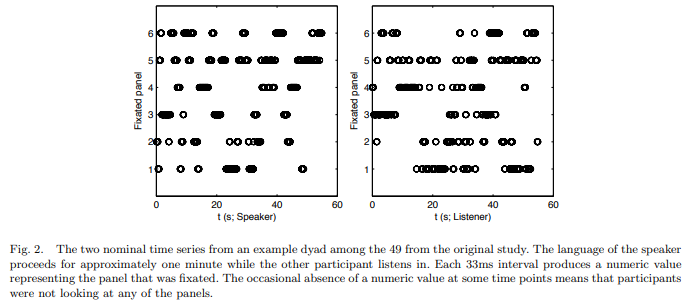 6
5
4
3
2
1
Fixated panel
0 20 40 60
t (s; Speaker)
6
5
4
3
2
1
Fixated panel
0 20 40 60
t (s; Listener)
Fig. 2. The two nominal time series from an example dyad among the 49 from the original study. The language of the speaker
proceeds for approximately one minute while the other participant listens in. Each 33ms interval produces a numeric value
representing the panel that was fixated. The occasional absence of a numeric value at some time points means that participants
were not looking at any of the panels.